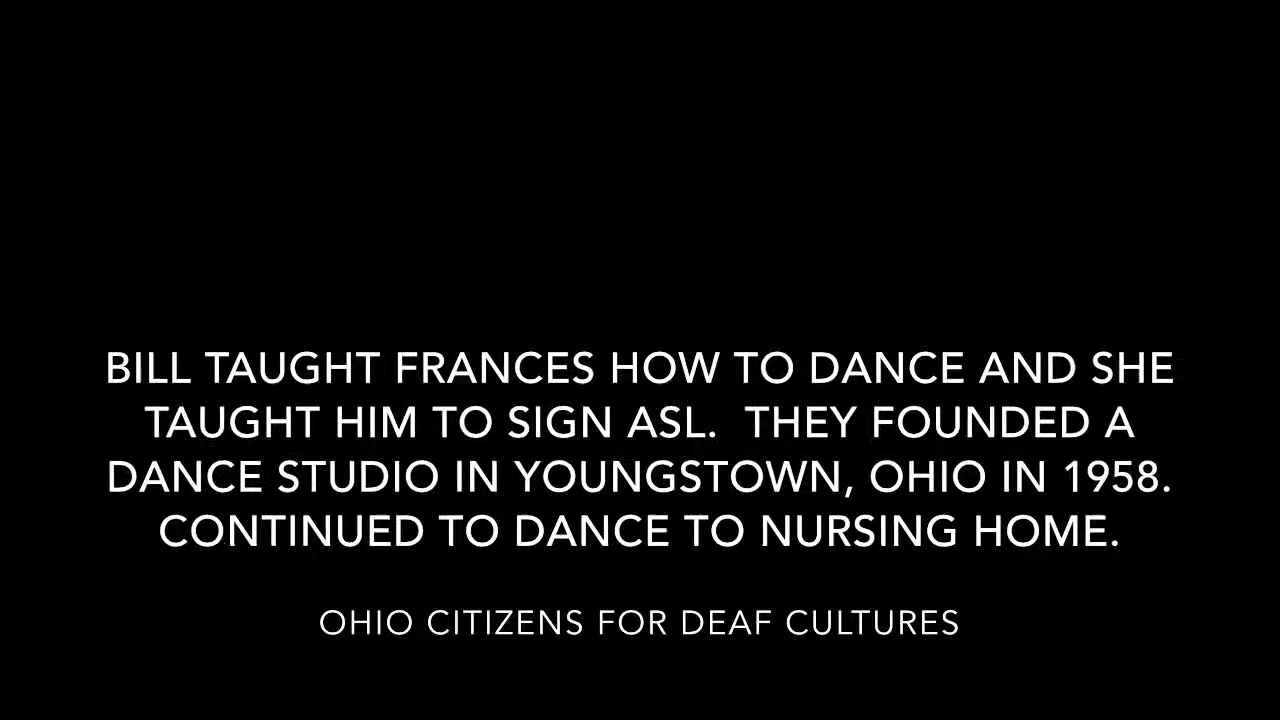 BILL TAUGHT FRANCES HOW TO DANCE AND SHE
TAUGHT HIM TO SIGN ASL.  THEY FOUNDED A
DANCE STUDIO IN YOUNGSTOWN, OHIO IN 1958.
CONTINUED TO DANCE TO NURSING HOME.
OHIO CITIZENS FOR DEAF CULTURES